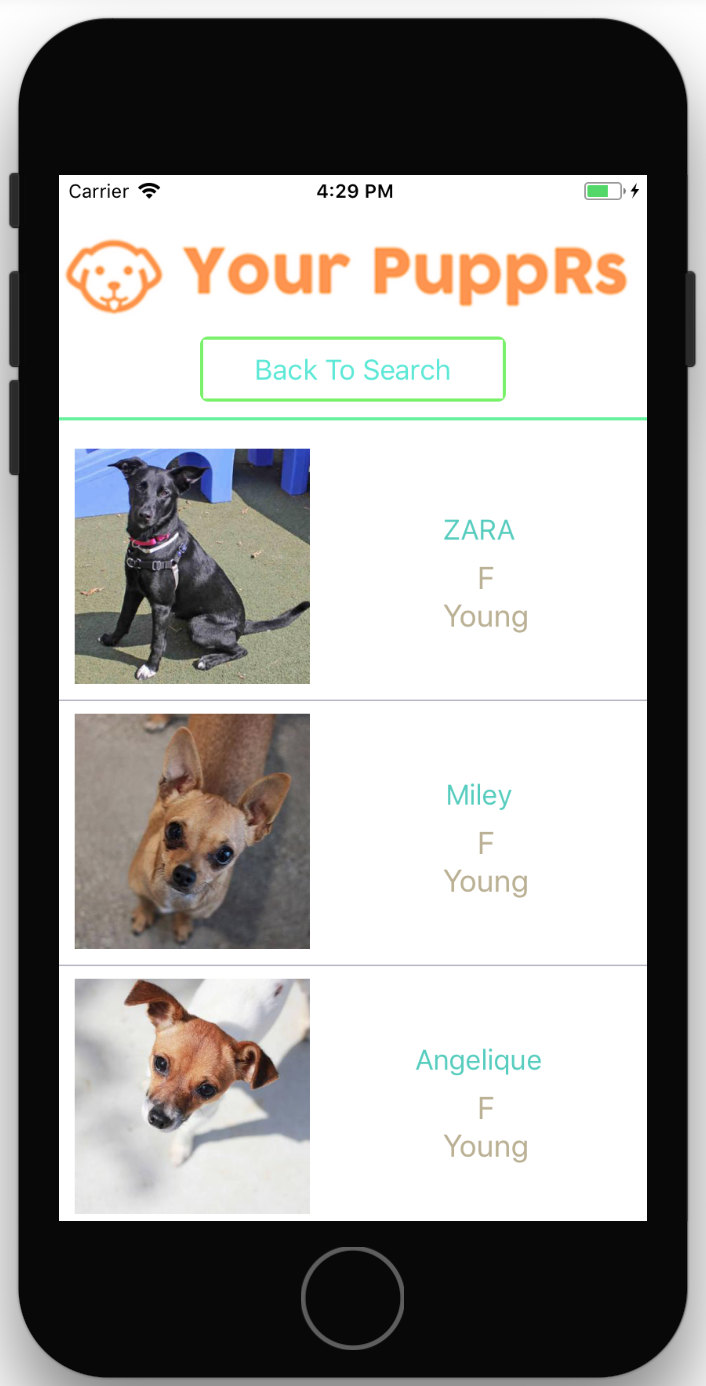 Carrier 4:29 PM
Your PuppRs
Back To Search
ZARA
F
Young
Miley
F
Young
Angelique
F
Young